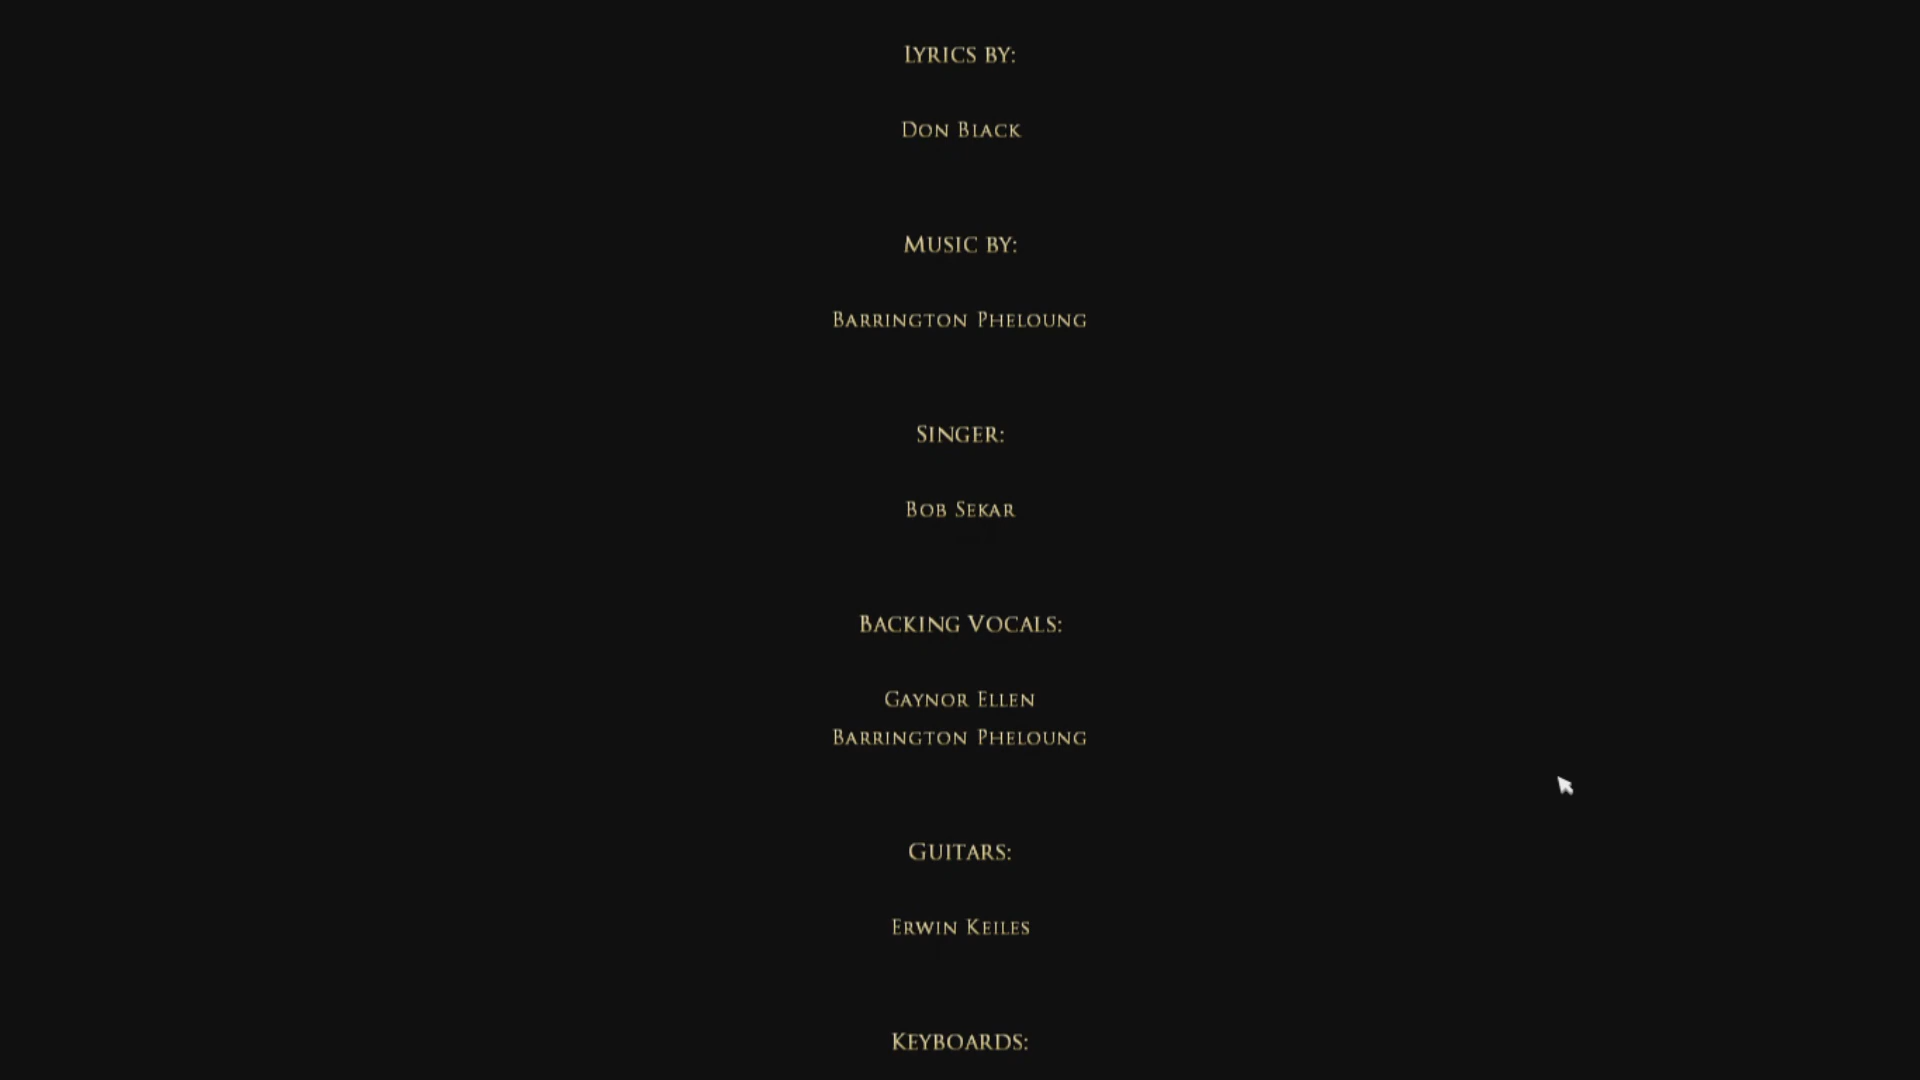 Lyrics by:
Don Black
Music by:
Barrington Pheloung
Singer:
Bob Sekar
Backing Vocals:
Gaynor Ellen
Barrington Pheloung
Guitars:
Erwin Keiles
Keyboards: